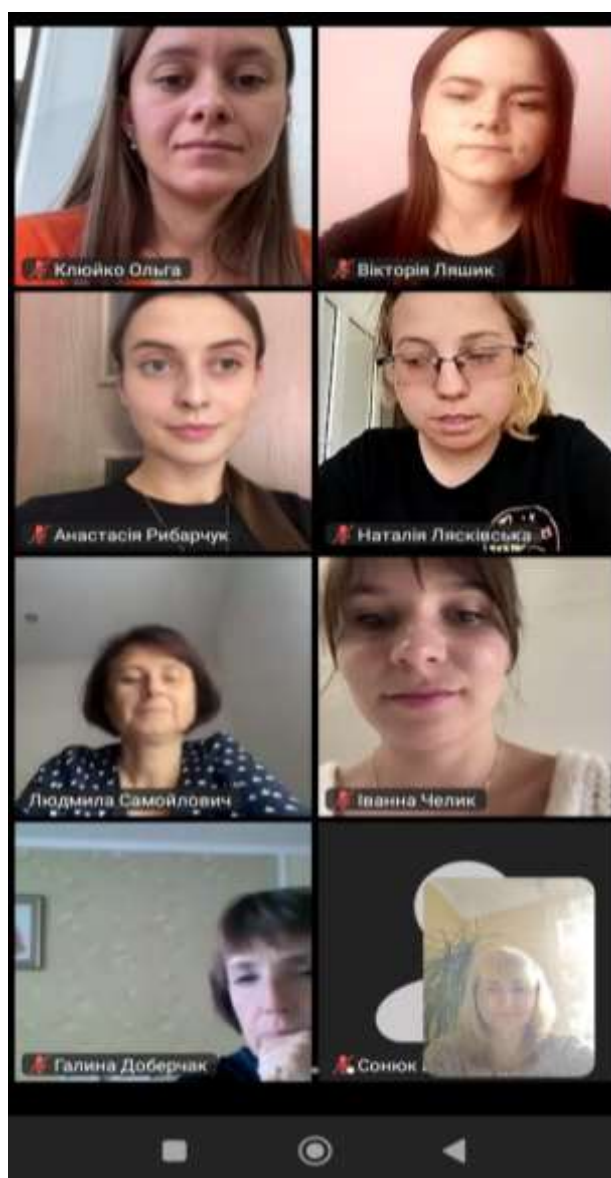 Клюйко Ольга
Вікторія Ляшик
Анастасія Рибарчук
Наталія Лясківська
Людмила Самойлович
Іванна Челик
Галина Доберчак
Сонюк